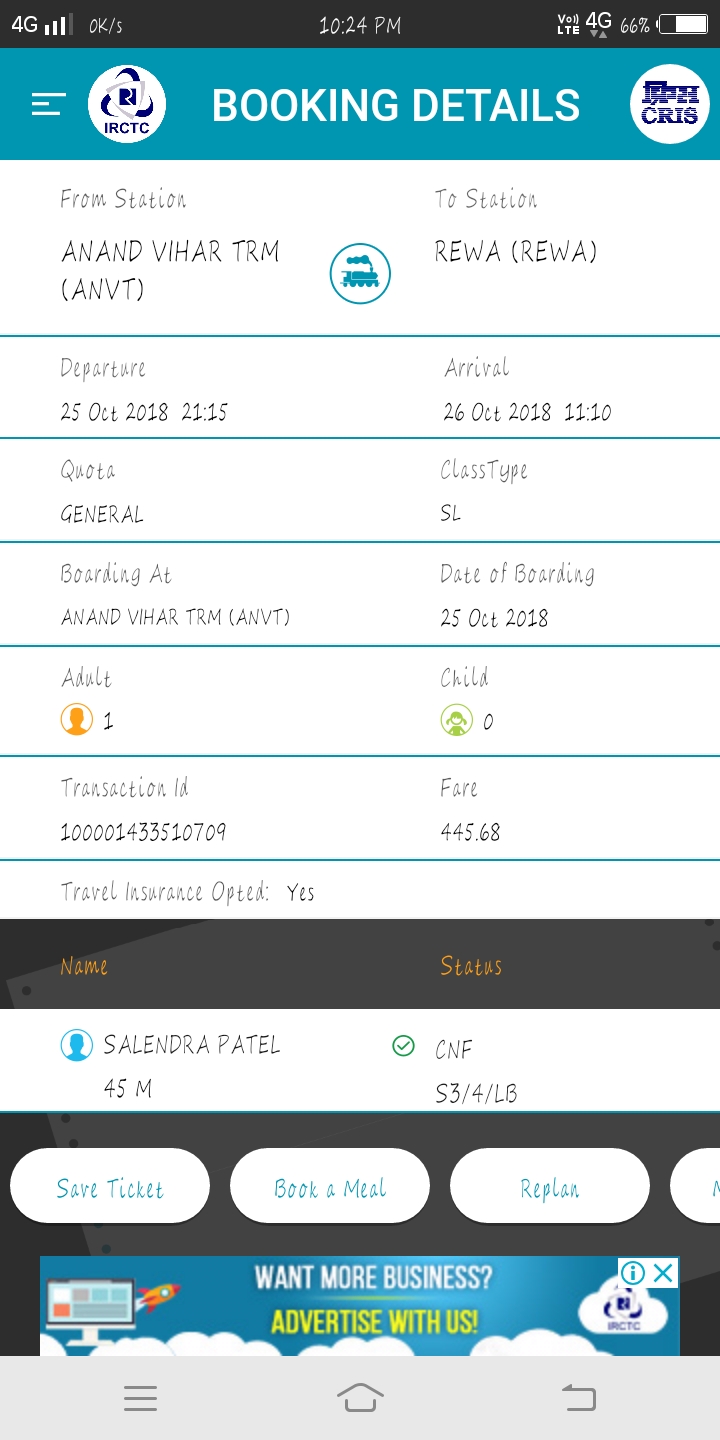 4G 0K/s 10:24 PM Vo)) LTE 4G 66%
IRCTC BOOKING DETAILS CRIS
From Station To Station
ANAND VIHAR TRM REWA (REWA)
(ANVT)
Departure Arrival
25 Oct 2018 21:15 26 Oct 2018 11:10
Quota ClassType
GENERAL SL
Boarding At Date of Boarding
ANAND VIHAR TRM (ANVT) 25 Oct 2018
Adult Child
1 0
Transaction Id Fare
100001433510709 445.68
Travel Insurance Opted: Yes
Name Status
SALENDRA PATEL CNF
45 M S3/4/LB
Save Ticket Book a Meal Replan
WANT MORE BUSINESS?
ADVERTISE WITH US!
IRCTC